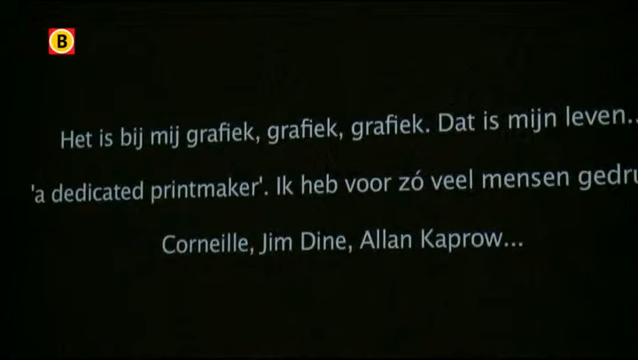 B
Het is bij mij grafiek, grafiek, grafiek. Dat is mijn leven..
'a dedicated printmaker'. Ik heb voor zó veel mensen gedru
Corneille, Jim Dine, Allan Kaprow...